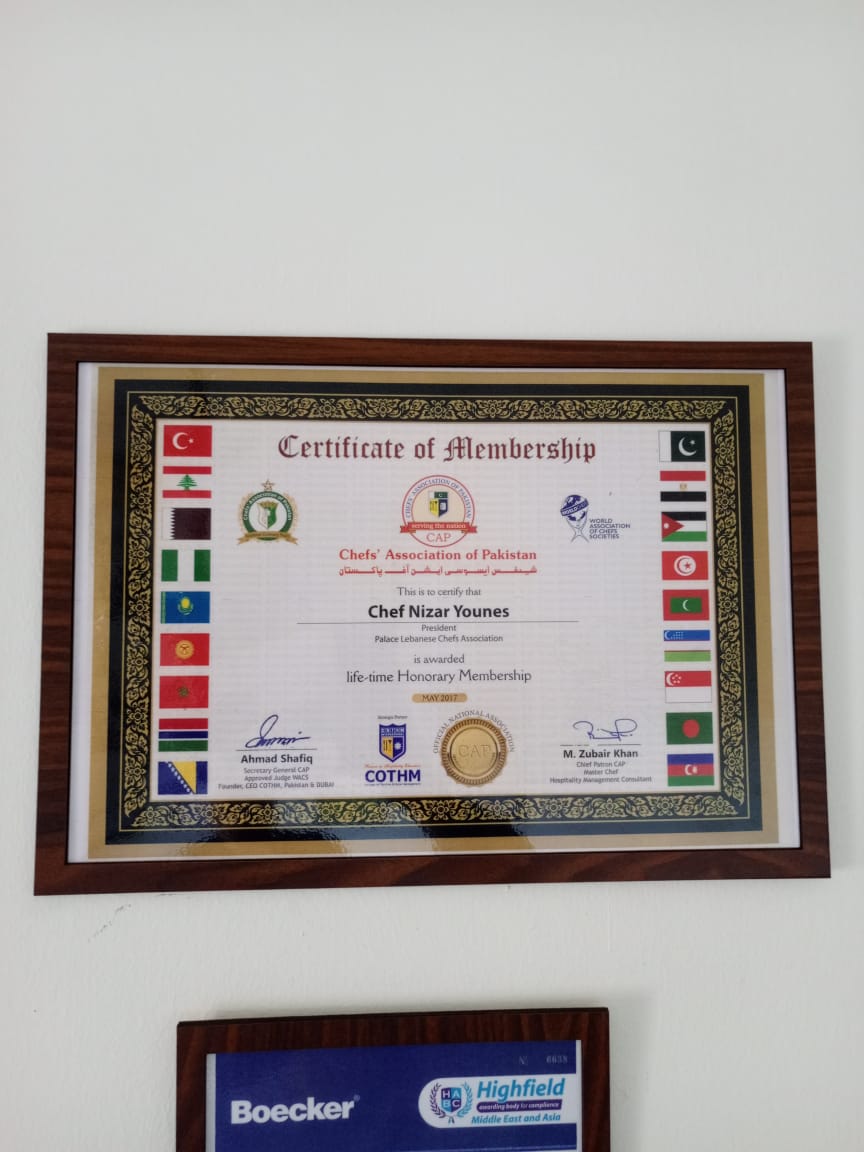 Certificate of Membership
CHEFS' ASSOCIATION OF PAKISTAN
serving the nation
CAP
WORLDCHEFS
WORLD
ASSOCIATION
OF CHEFS
SOCIETIES
Chefs' Association of Pakistan
شیفس ایسوسی ایشن آف پاکستان
This is to certify that
Chef Nizar Younes
President
Palace Lebanese Chefs Association
is awarded
life-time Honorary Membership
MAY 2017
Ahmad Shafiq
Secretary General CAP
Approved Judge WACS
Founder, CEO COTHM, Pakistan & DUBAI
COTHM
OFFICIAL NATIONAL ASSOCIATION
CAP
M. Zubair Khan
Chief Patron CAP
Master Chef
Hospitality Management Consultant
№ 6638
Boecker®
HABC
Highfield
awarding body for compliance
Middle East and Asia